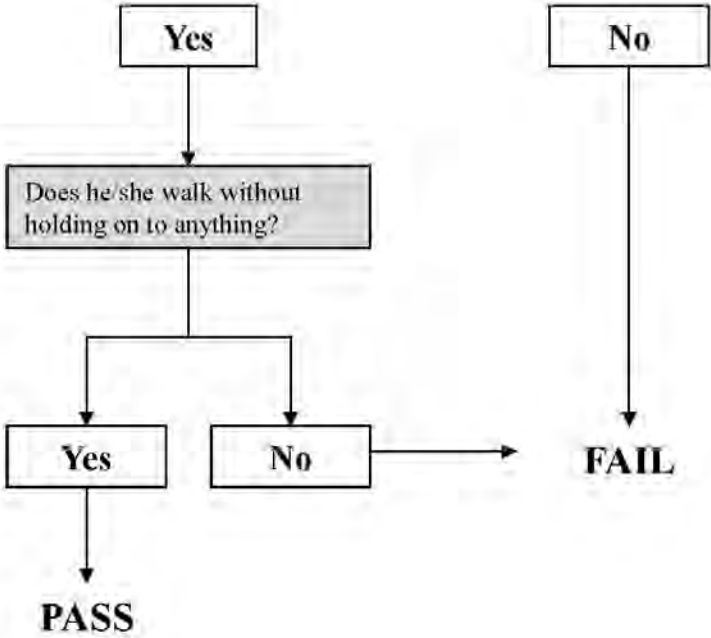 Yes
No
Does he/she walk without
holding on to anything?
Yes
No
FAIL
PASS